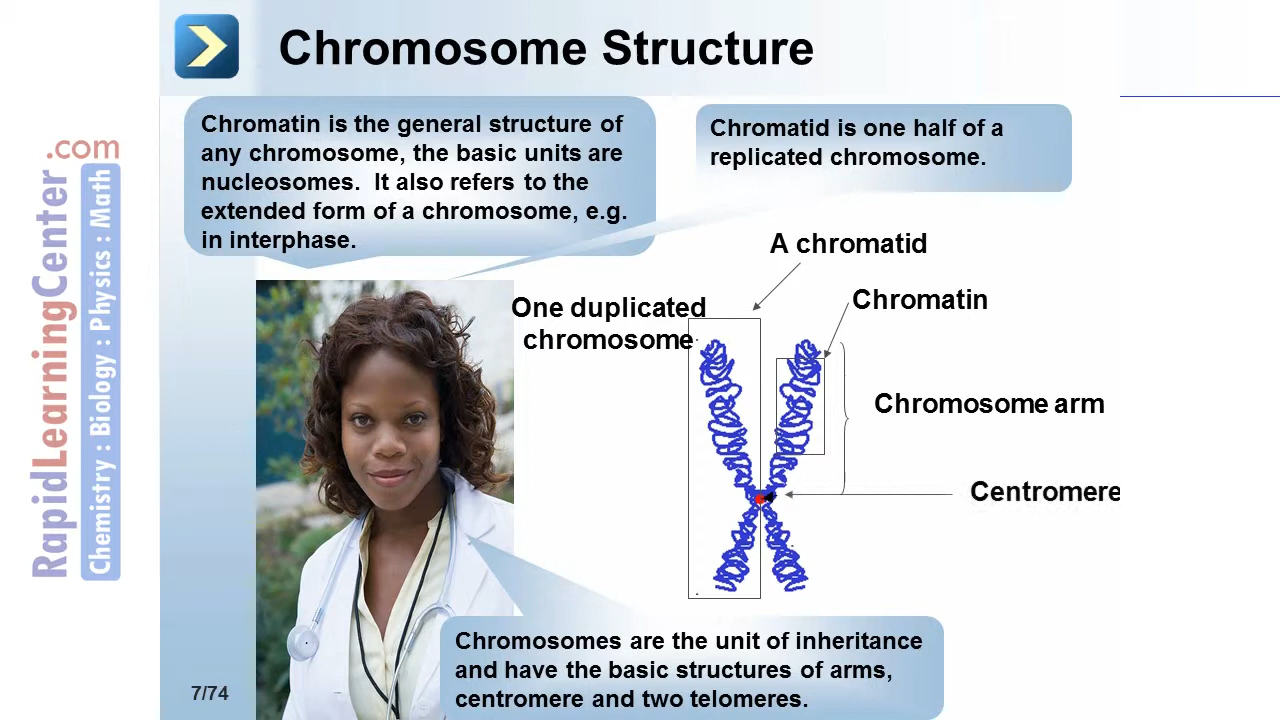 Chromosome Structure
Chromatin is the general structure of
any chromosome, the basic units are
nucleosomes.  It also refers to the
extended form of a chromosome, e.g.
in interphase.
Chromatid is one half of a
replicated chromosome.
A chromatid
One duplicated
chromosome
Chromatin
Chromosome arm
Centromere
Chromosomes are the unit of inheritance
and have the basic structures of arms,
centromere and two telomeres.
7/74
RapidLearningCenter.com
Chemistry : Biology : Physics : Math